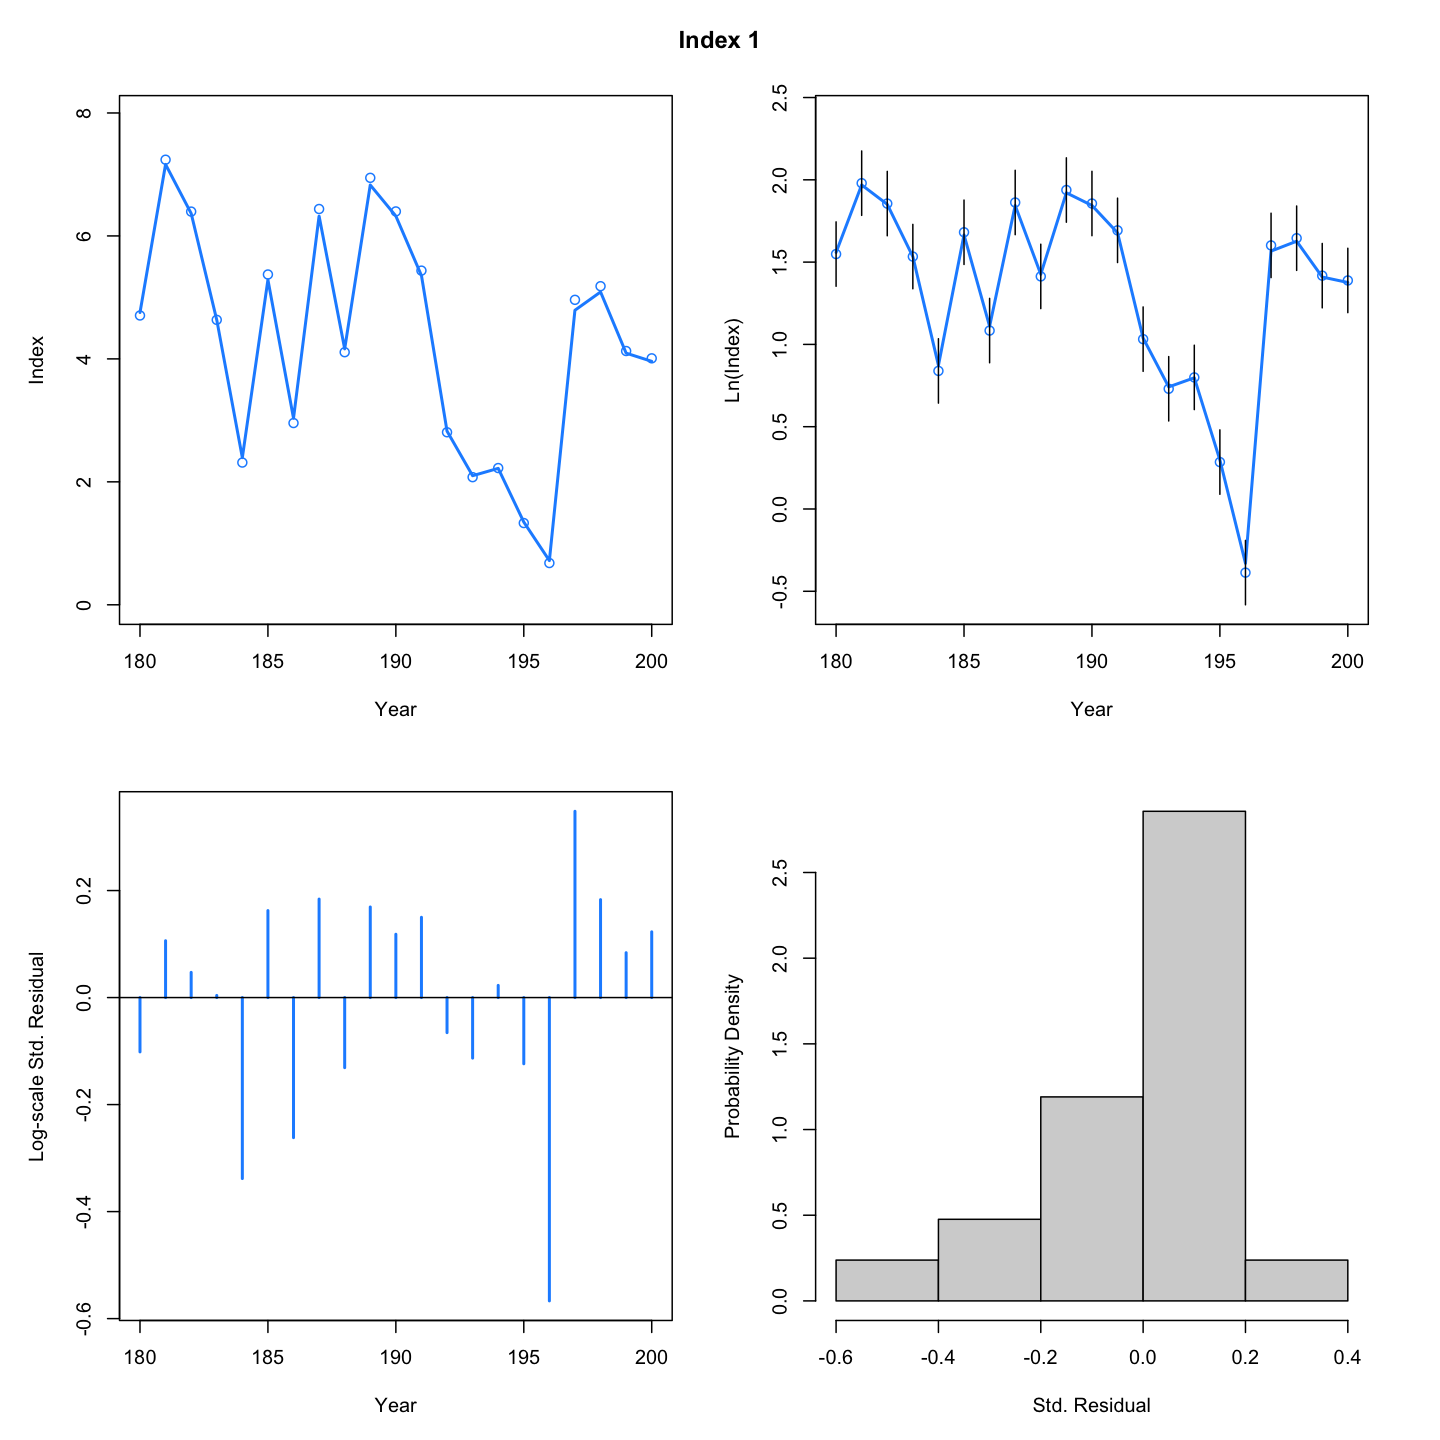 Index 1
8
6
4
2
0
Index
180 185 190 195 200
Year
2.5
2.0
1.5
1.0
0.5
0.0
-0.5
Ln(Index)
180 185 190 195 200
Year
0.2
0.0
-0.2
-0.4
-0.6
Log-scale Std. Residual
180 185 190 195 200
Year
2.5
2.0
1.5
1.0
0.5
0.0
Probability Density
-0.6 -0.4 -0.2 0.0 0.2 0.4
Std. Residual